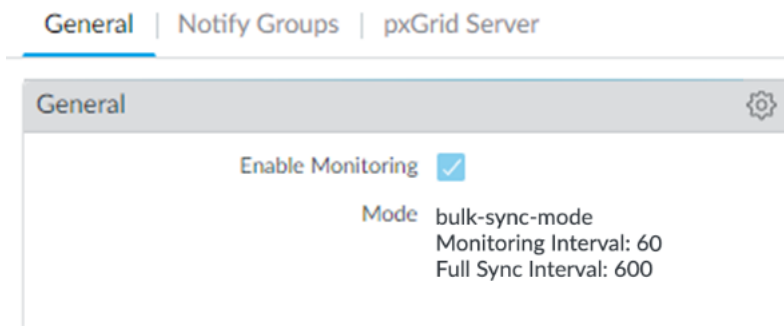 General | Notify Groups | pxGrid Server
General
Enable Monitoring
Mode bulk-sync-mode
Monitoring Interval: 60
Full Sync Interval: 600